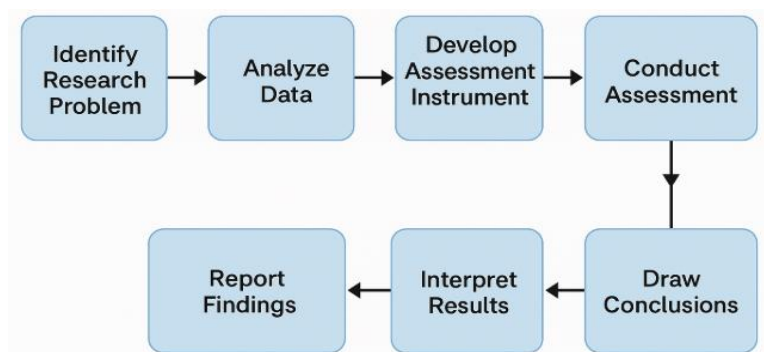 Identify
Research
Problem
Analyze
Data
Develop
Assessment
Instrument
Conduct
Assessment
Draw
Conclusions
Interpret
Results
Report
Findings